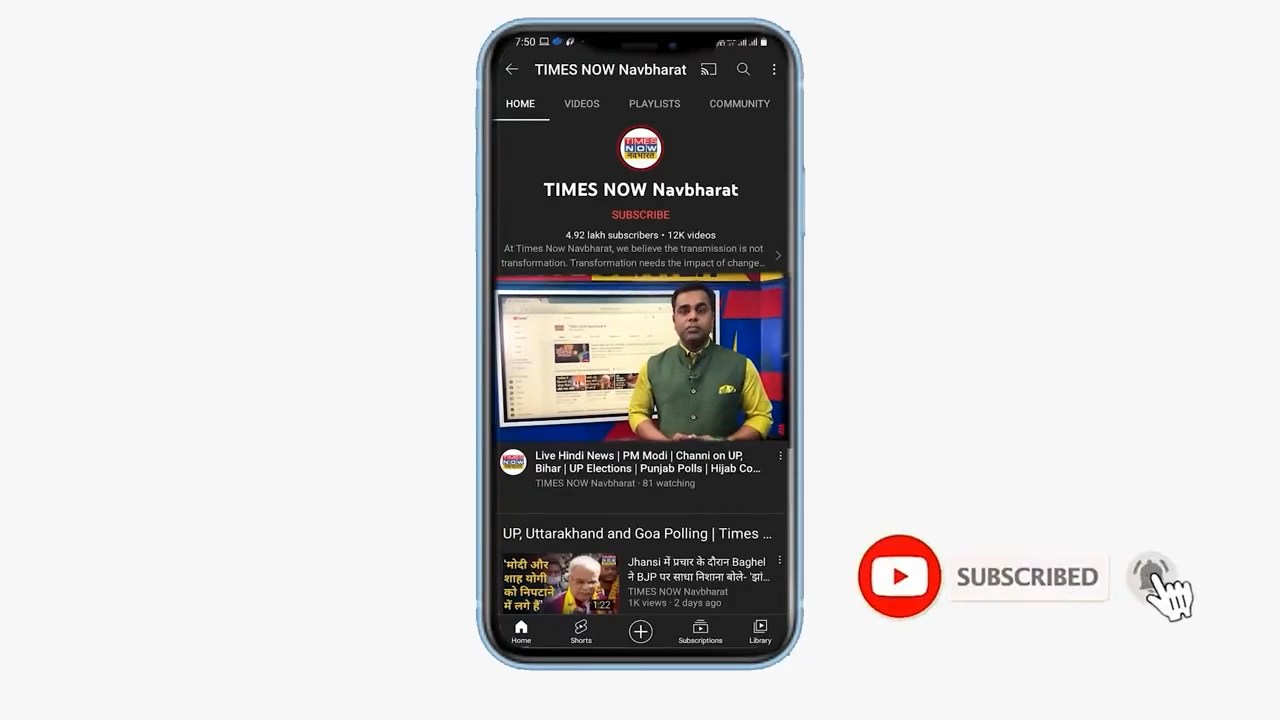 7:50
TIMES NOW Navbharat
HOME VIDEOS PLAYLISTS COMMUNITY
TIMES
NOW
नवभारत
TIMES NOW Navbharat
SUBSCRIBE
4.92 lakh subscribers • 12K videos
At Times Now Navbharat, we believe the transmission is not
transformation. Transformation needs the impact of change...
Live Hindi News | PM Modi | Channi on UP,
Bihar | UP Elections | Punjab Polls | Hijab Co...
TIMES NOW Navbharat · 81 watching
UP, Uttarakhand and Goa Polling | Times ...
'मोदी और
शाह योगी
को निपटाने
में लगे हैं'
1:22
Jhansi में प्रचार के दौरान Baghel
ने BJP पर साधा निशाना बोले- 'झां...
TIMES NOW Navbharat
1K views · 2 days ago
Home Shorts Subscriptions Library
SUBSCRIBED